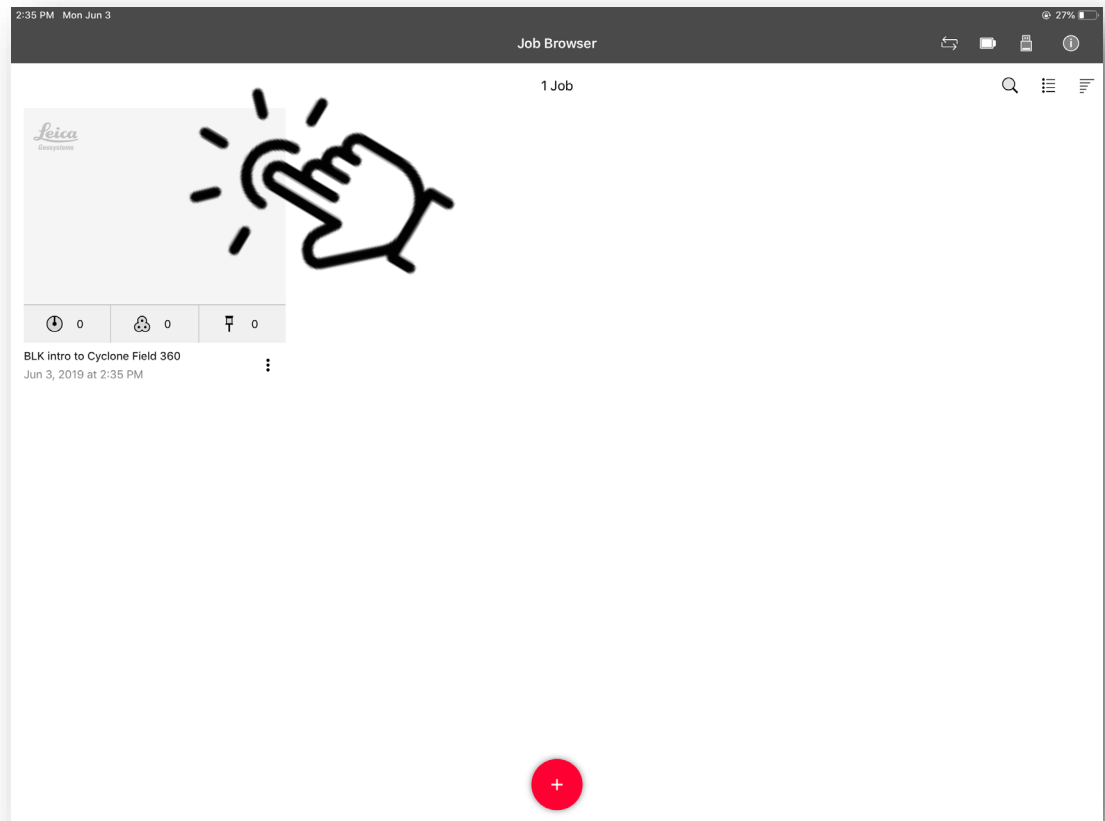 2:35 PM Mon Jun 3
27%
Job Browser
1 Job
Leica
Geosystems
0 0 0
BLK intro to Cyclone Field 360
Jun 3, 2019 at 2:35 PM
+